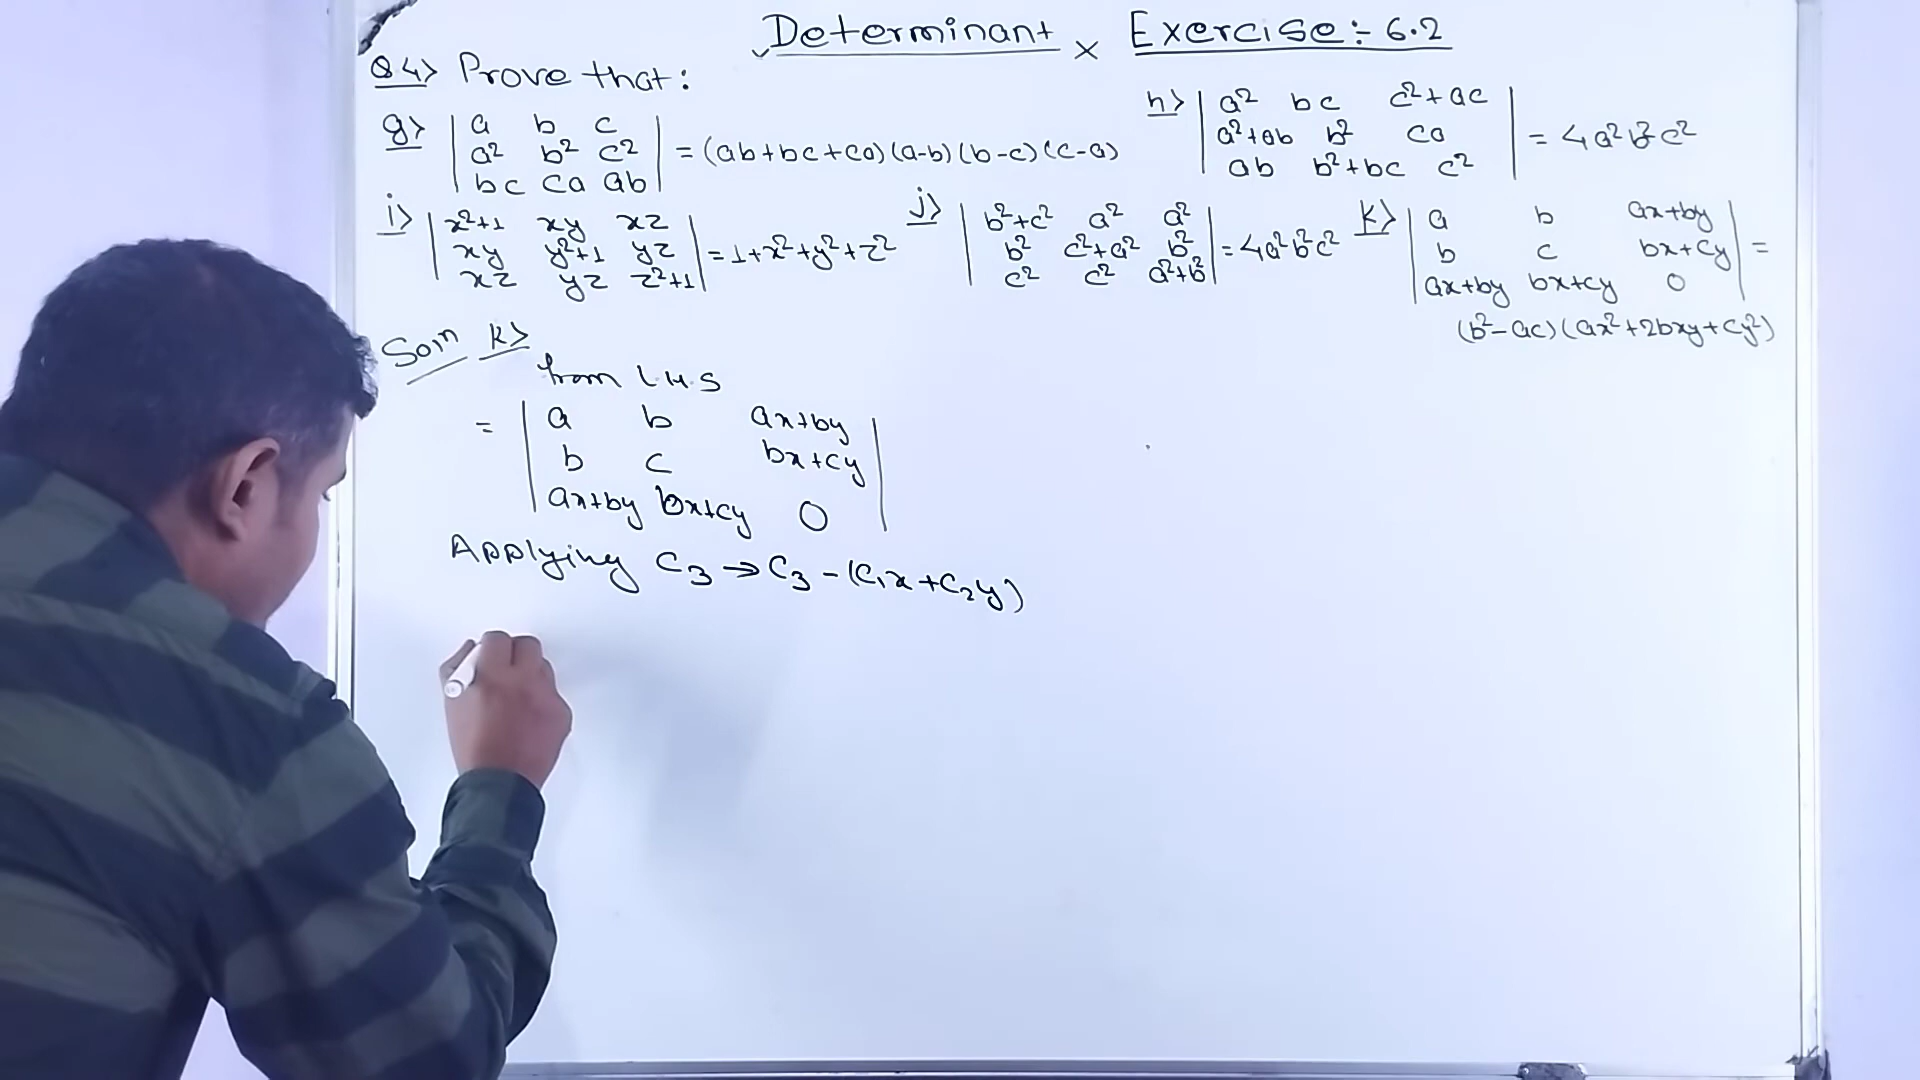 Determinant × Exercise :- 6.2
Q 4> Prove that :
g> | a b c |
| a² b² c² | = (ab+bc+ca)(a-b)(b-c)(c-a)
| bc ca ab |
h> | a² bc c²+ac |
| a²+ab b² ca | = 4a²b²c²
| ab b²+bc c² |
i> | x²+1 xy xz |
| xy y²+1 yz | = 1+x²+y²+z²
| xz yz z²+1 |
j> | b²+c² a² a² |
| b² c²+a² b² | = 4a²b²c²
| c² c² a²+b² |
k> | a b ax+by |
| b c bx+cy | =
| ax+by bx+cy 0 |
(b²-ac)(ax²+2bxy+cy²)
Soln k>
from L.H.S
= | a b ax+by |
| b c bx+cy |
| ax+by bx+cy 0 |
Applying C₃→C₃-(C₁x+C₂y)